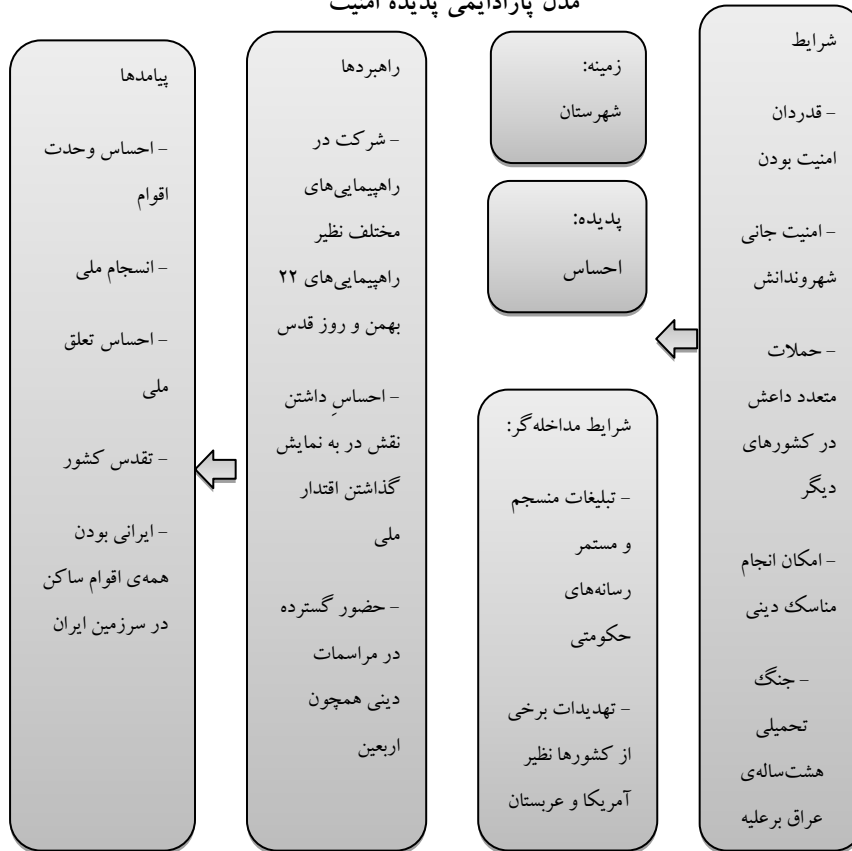 مدل پارادایمی پدیده امنیت
شرایط
- قدردان
امنیت بودن
- امنیت جانی
شهروندانش
- حملات
متعدد داعش
در کشورهای
دیگر
- امکان انجام
مناسک دینی
- جنگ
تحمیلی
هشت‌ساله‌ی
عراق برعلیه
زمینه:
شهرستان
پدیده:
احساس
شرایط مداخله‌گر:
- تبلیغات منسجم
و مستمر
رسانه‌های
حکومتی
- تهدیدات برخی
از کشورها نظیر
آمریکا و عربستان
راهبردها
- شرکت در
راهپیمایی‌های
مختلف نظیر
راهپیمایی‌های ۲۲
بهمن و روز قدس
- احساسِ داشتن
نقش در به نمایش
گذاشتن اقتدار
ملی
- حضور گسترده
در مراسمات
دینی همچون
اربعین
پیامدها
- احساس وحدت
اقوام
- انسجام ملی
- احساس تعلق
ملی
- تقدس کشور
- ایرانی بودن
همه‌ی اقوام ساکن
در سرزمین ایران